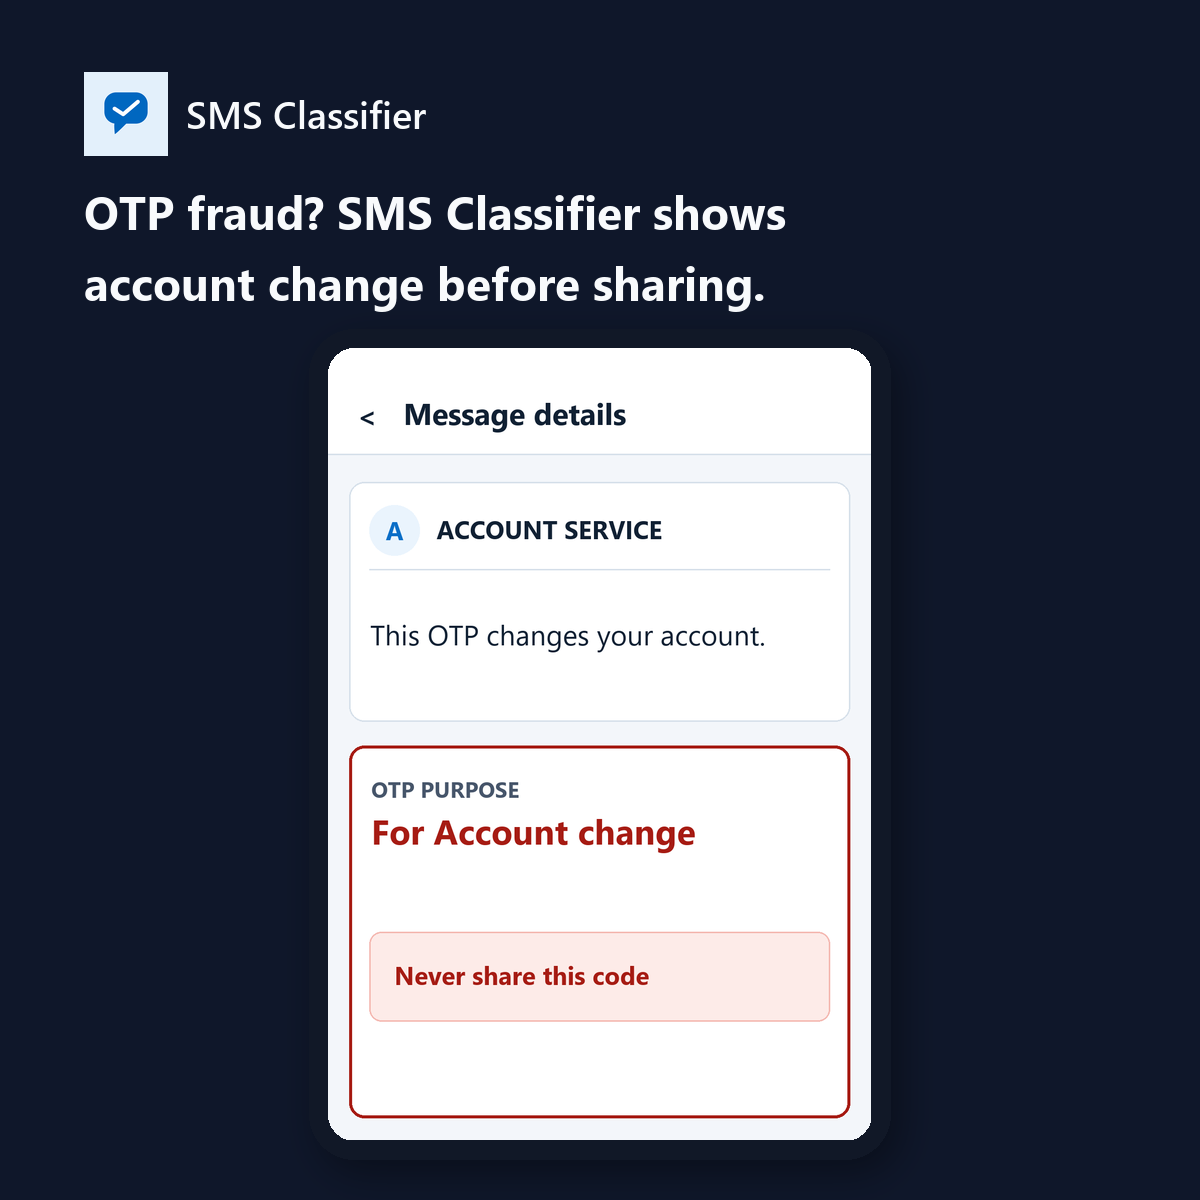 SMS Classifier
OTP fraud? SMS Classifier shows
account change before sharing.
< Message details
A ACCOUNT SERVICE
This OTP changes your account.
OTP PURPOSE
For Account change
Never share this code